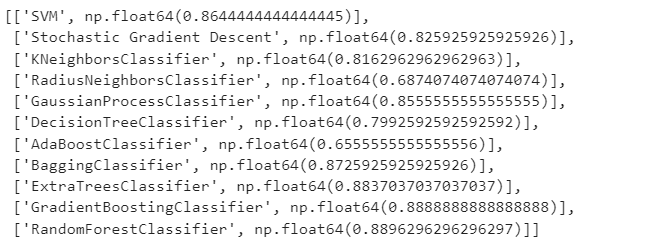 [['SVM', np.float64(0.8644444444444445)],
['Stochastic Gradient Descent', np.float64(0.825925925925926)],
['KNeighborsClassifier', np.float64(0.8162962962962963)],
['RadiusNeighborsClassifier', np.float64(0.6874074074074074)],
['GaussianProcessClassifier', np.float64(0.8555555555555555)],
['DecisionTreeClassifier', np.float64(0.7992592592592592)],
['AdaBoostClassifier', np.float64(0.6555555555555556)],
['BaggingClassifier', np.float64(0.8725925925925926)],
['ExtraTreesClassifier', np.float64(0.8837037037037037)],
['GradientBoostingClassifier', np.float64(0.8888888888888888)],
['RandomForestClassifier', np.float64(0.8896296296296297)]]